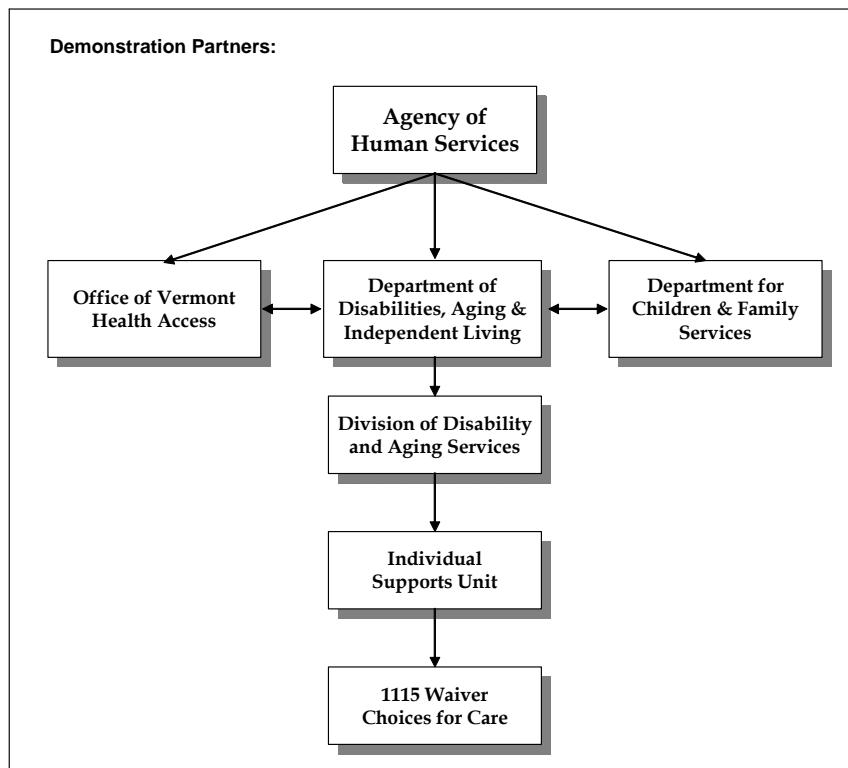 Demonstration Partners:
Agency of
Human Services
Office of Vermont
Health Access
Department of
Disabilities, Aging &
Independent Living
Department for
Children & Family
Services
Division of Disability
and Aging Services
Individual
Supports Unit
1115 Waiver
Choices for Care